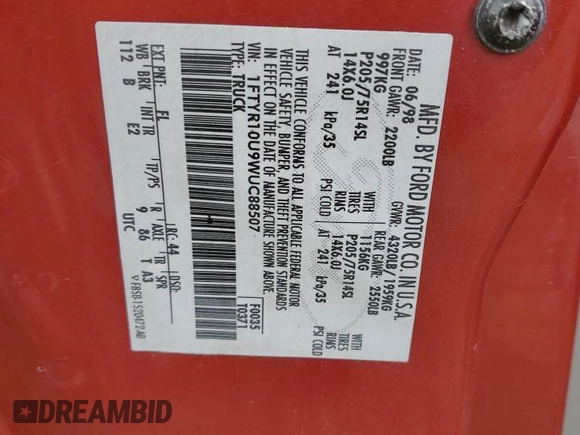 MFD. BY FORD MOTOR CO. IN U.S.A.
06/98 GVWR: 4320LB/1959KG
FRONT GAWR: 2200LB REAR GAWR: 2550LB
997KG WITH 1156KG WITH
P205/75R14SL TIRES P205/75R14SL TIRES
14X6.0J RIMS 14X6.0J RIMS
AT 241 kPa/35 PSI COLD AT 241 kPa/35 PSI COLD
THIS VEHICLE CONFORMS TO ALL APPLICABLE FEDERAL MOTOR
VEHICLE SAFETY, BUMPER, AND THEFT PREVENTION STANDARDS
IN EFFECT ON THE DATE OF MANUFACTURE SHOWN ABOVE.
VIN: 1FTYR10U9WUC88507 F0035
TYPE: TRUCK T0371
EXT PNT: FL RC: 44 DSO:
WB BRK INT TR TP/PS R AXLE TR SPR
112 B E2 9 86 T A3
UTC
▽ F85B-1520472-AB
DREAMBID